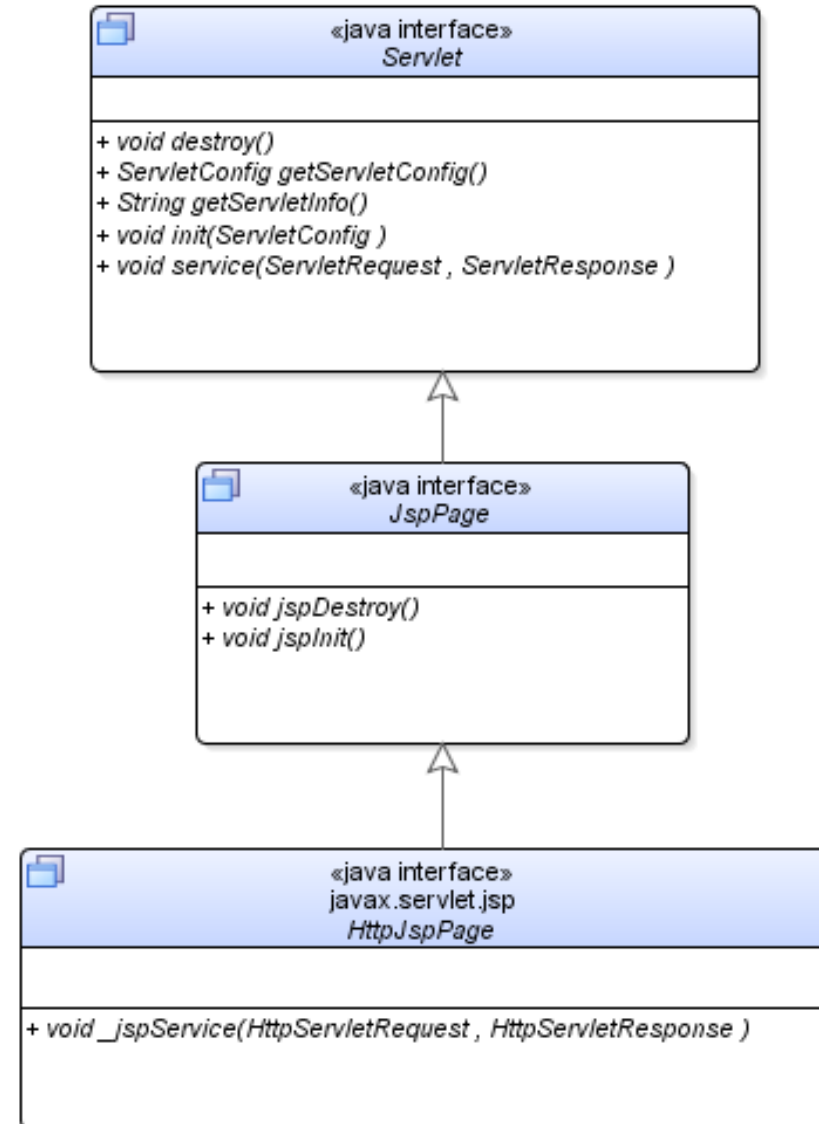 «java interface»
Servlet
+ void destroy()
+ ServletConfig getServletConfig()
+ String getServletInfo()
+ void init(ServletConfig )
+ void service(ServletRequest , ServletResponse )
«java interface»
JspPage
+ void jspDestroy()
+ void jspInit()
«java interface»
javax.servlet.jsp
HttpJspPage
+ void _jspService(HttpServletRequest , HttpServletResponse )